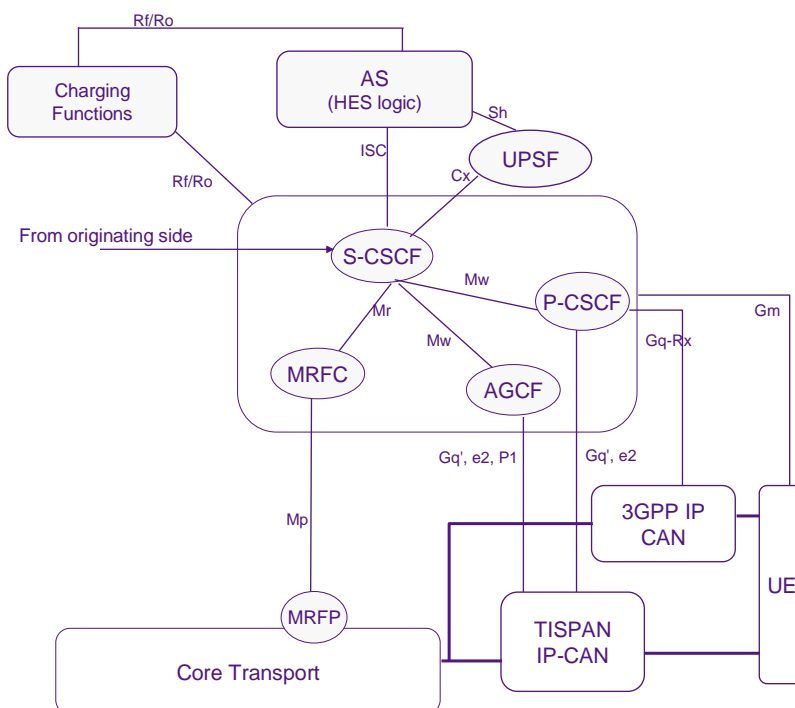 Rf/Ro
Charging
Functions
AS
(HES logic)
Sh
UPSF
ISC
Rf/Ro
Cx
From originating side
S-CSCF
Mw
P-CSCF
Mr
Gm
Mw
Gq-Rx
MRFC
AGCF
Gq', e2, P1
Gq', e2
3GPP IP
CAN
Mp
UE
MRFP
TISPAN
IP-CAN
Core Transport